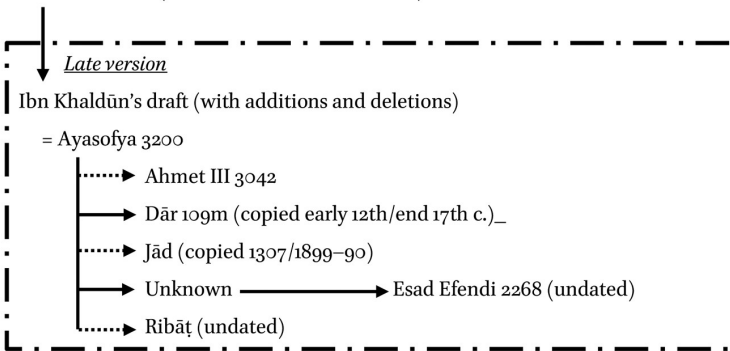 Late version
Ibn Khaldūn's draft (with additions and deletions)
= Ayasofya 3200
Ahmet III 3042
Dār 109m (copied early 12th/end 17th c.)_
Jād (copied 1307/1899–90)
Unknown Esad Efendi 2268 (undated)
Ribāṭ (undated)